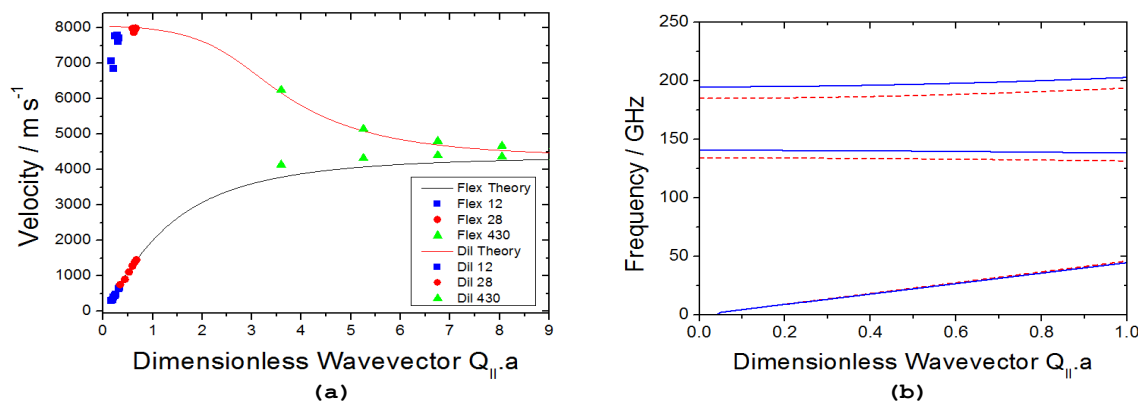 (a)
8000
7000
6000
5000
4000
3000
2000
1000
0
Velocity / m s⁻¹
0 1 2 3 4 5 6 7 8 9
Dimensionless Wavevector Q||.a
Flex Theory
Flex 12
Flex 28
Flex 430
Dil Theory
Dil 12
Dil 28
Dil 430
(a)
250
200
150
100
50
0
Frequency / GHz
0.0 0.2 0.4 0.6 0.8 1.0
Dimensionless Wavevector Q||.a
(b)